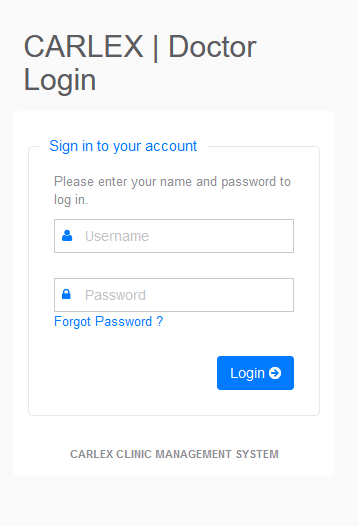 CARLEX | Doctor
Login
Sign in to your account
Please enter your name and password to
log in.
Username
Password
Forgot Password ?
Login
CARLEX CLINIC MANAGEMENT SYSTEM